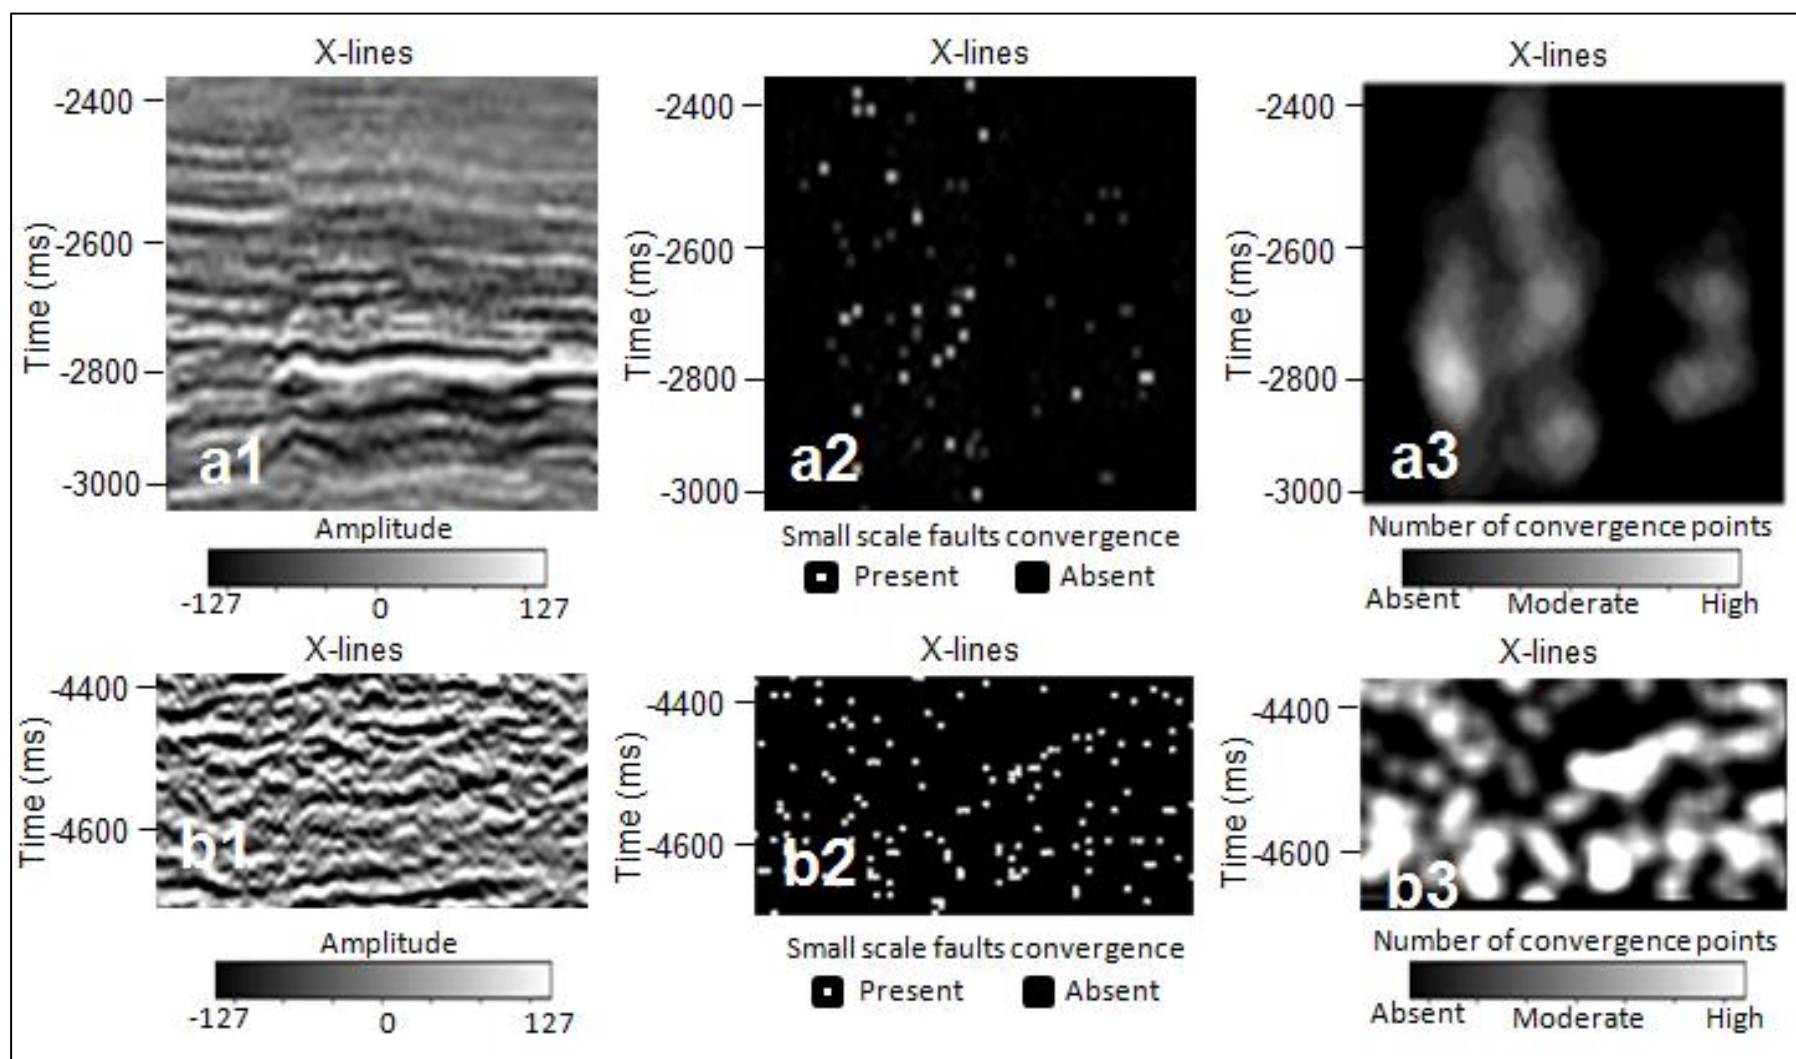 X-lines X-lines X-lines
-2400 -2400 -2400
-2600 -2600 -2600
-2800 -2800 -2800
-3000 -3000 -3000
Time (ms) Time (ms) Time (ms)
a1 a2 a3
Amplitude Small scale faults convergence Number of convergence points
-127 0 127 Present Absent Absent Moderate High
X-lines X-lines X-lines
-4400 -4400 -4400
-4600 -4600 -4600
Time (ms) Time (ms) Time (ms)
b1 b2 b3
Amplitude Small scale faults convergence Number of convergence points
-127 0 127 Present Absent Absent Moderate High